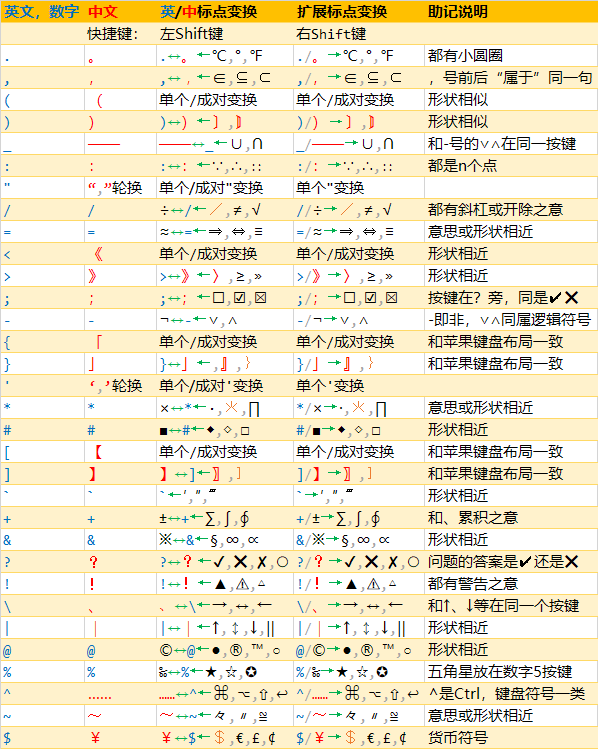 英文，数字 中文 英/中标点变换 扩展标点变换 助记说明
快捷键: 左Shift键 右Shift键
. 。 .↔。←℃,°,℉ ./。→℃,°,℉ 都有小圆圈
, ， ,↔，←∈,⊆,⊂ ,/，→∈,⊆,⊂ ，号前后“属于”同一句
( （ 单个/成对变换 单个/成对变换 形状相似
) ） )↔）←〕,⦈ )/）→〕,⦈ 形状相似
_ —— ——↔_←∪,∩ _/——→∪,∩ 和-号的∨∧在同一按键
: ： :↔：←∵,∴,∷ :/：→∵,∴,∷ 都是n个点
" “,”轮换 单个/成对"变换 单个"变换
/ / ÷↔/←／,≠,√ //÷→／,≠,√ 都有斜杠或开除之意
= = ≈↔=←⇒,⇔,≡ =/≈→⇒,⇔,≡ 意思或形状相近
< 《 单个/成对变换 单个/成对变换 形状相近
> 》 >↔》←〉,≥,» >/》→〉,≥,» 形状相近
; ； ;↔；←☐,☑,☒ ;/；→☐,☑,☒ 按键在？旁，同是✔✖
- - ¬↔-←∨,∧ -/¬→∨,∧ -即非，∨∧同属逻辑符号
{ 「 单个/成对变换 单个/成对变换 和苹果键盘布局一致
} 」 }↔」←,』,｝ }/」→』,｝ 和苹果键盘布局一致
' ‘,’轮换 单个/成对'变换 单个'变换
* * ×↔*←·,※,∏ */×→·,※,∏ 意思或形状相近
# # ■↔#←◆,◇,□ #/■→◆,◇,□ 形状相近
[ 【 单个/成对变换 单个/成对变换 和苹果键盘布局一致
] 】 】↔]←〗,］ ]/】→〗,］ 和苹果键盘布局一致
` ` `←′,″,‴ `→′,″,‴ 形状相近
+ + ±↔+←∑,∫,∮ +/±→∑,∫,∮ 和、累积之意
& & ※↔&←§,∞,∝ &/※→§,∞,∝ 形状相近
? ？ ?↔？←✓,✖,✗,○ ?/？→✓,✖,✗,○ 问题的答案是✔还是✖
! ！ !↔！←▲,⚠,△ !/！→▲,⚠,△ 都有警告之意
\ 、 、↔\←→,↔,← \/、→→,↔,← 和↑、↓等在同一个按键
| ｜ |↔｜←↑,↕,↓,‖ |/｜→↑,↕,↓,‖ 形状相近
@ @ ©↔@←●,®,™,○ @/©→●,®,™,○ 形状相近
% % ‰↔%←★,☆,✪ %/‰→★,☆,✪ 五角星放在数字5按键
^ …… ……↔^←⌘,⌥,⇧,↩ ^/……→⌘,⌥,⇧,↩ ^是Ctrl，键盘符号一类
~ ～ ～↔~←々,〃,≌ ~/～→々,〃,≌ 意思或形状相近
$ ￥ ￥↔$←＄,€,£,¢ $/￥→＄,€,£,¢ 货币符号